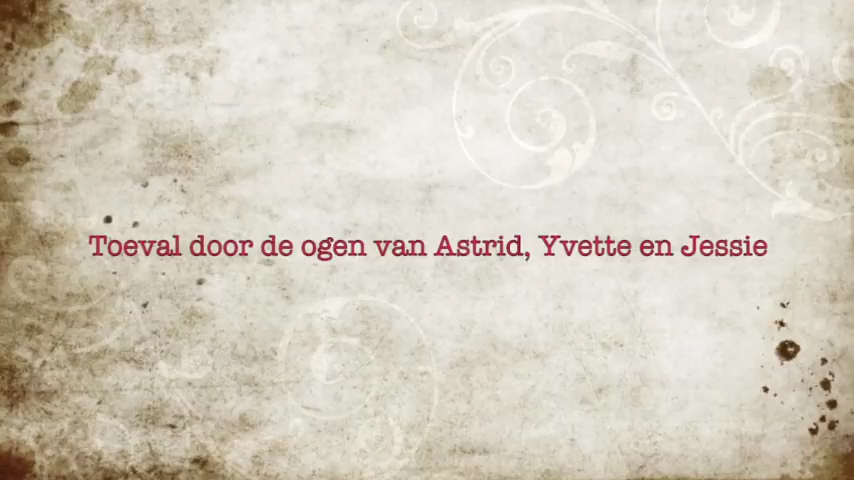 Toeval door de ogen van Astrid, Yvette en Jessie